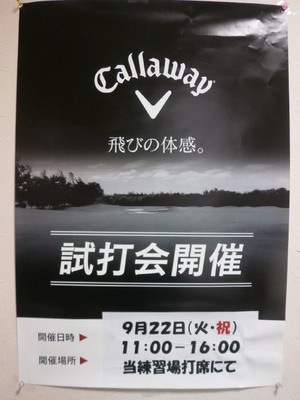 Callaway
飛びの体感。
試打会開催
開催日時 ▶ 9月22日(火・祝)
11:00-16:00
開催場所 ▶ 当練習場打席にて